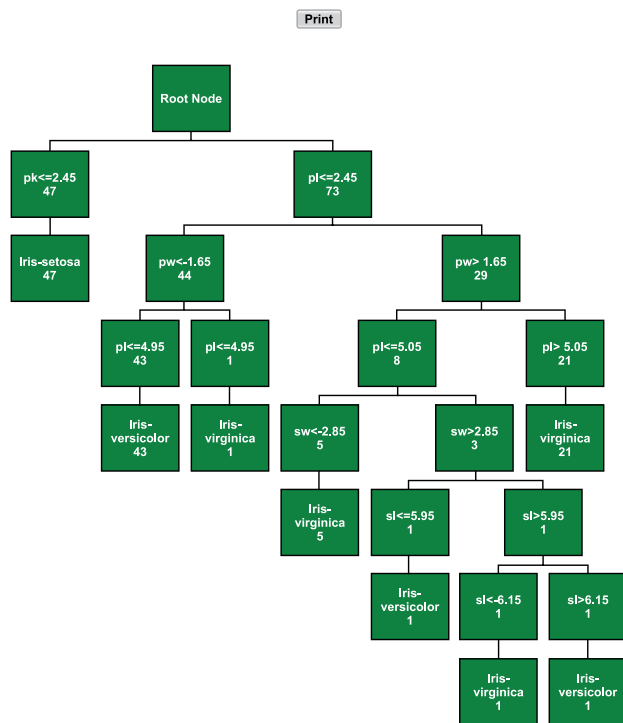 Print
Root Node
pk<=2.45
47
pl<=2.45
73
Iris-setosa
47
pw<-1.65
44
pw> 1.65
29
pl<=4.95
43
pl<=4.95
1
pl<=5.05
8
pl> 5.05
21
Iris-
versicolor
43
Iris-
virginica
1
sw<-2.85
5
sw>2.85
3
Iris-
virginica
21
Iris-
virginica
5
sl<=5.95
1
sl>5.95
1
Iris-
versicolor
1
sl<-6.15
1
sl>6.15
1
Iris-
virginica
1
Iris-
versicolor
1